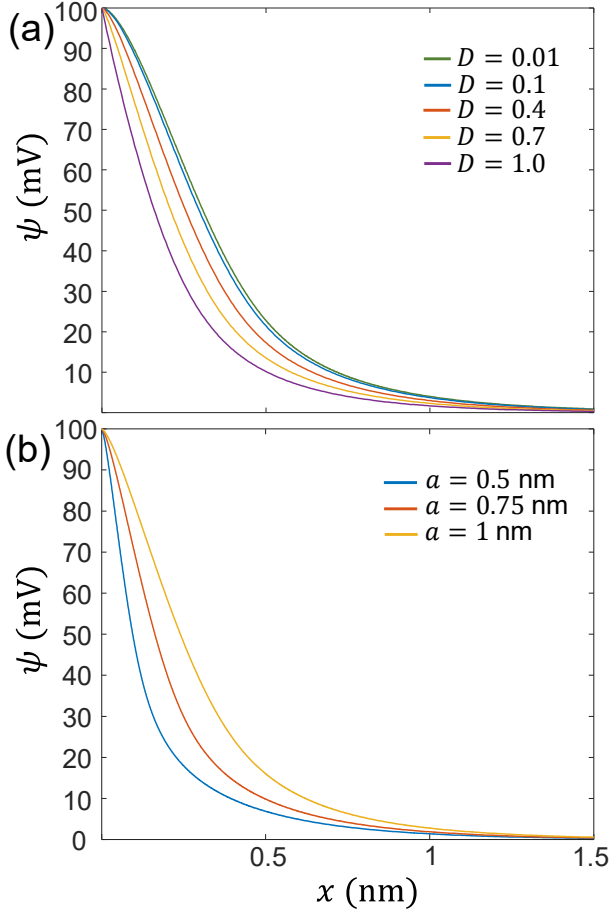 (a)
100
90
80
70
60
50
40
30
20
10
ψ (mV)
D = 0.01
D = 0.1
D = 0.4
D = 0.7
D = 1.0
(b)
100
90
80
70
60
50
40
30
20
10
0
ψ (mV)
a = 0.5 nm
a = 0.75 nm
a = 1 nm
0.5
1
1.5
x (nm)